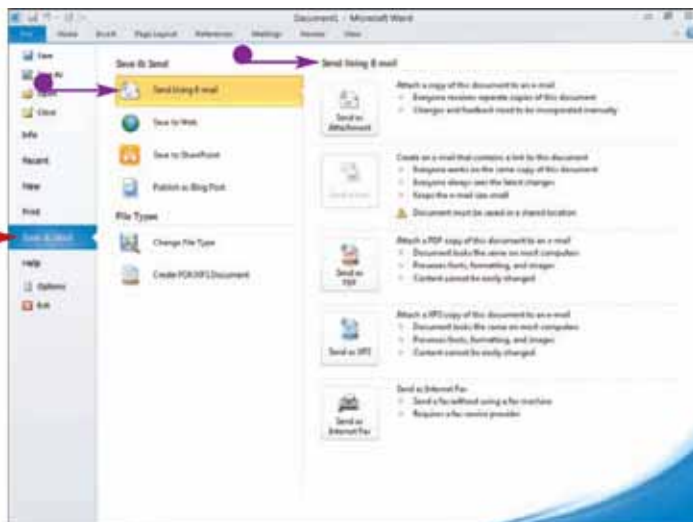 Document1 - Microsoft Word
File Home Insert Page Layout References Mailings Review View
Save
Save As
Open
Close
Info
Recent
New
Print
Save & Send
Help
Options
Exit
Save & Send
Send Using E-mail
Save to Web
Save to SharePoint
Publish as Blog Post
File Types
Change File Type
Create PDF/XPS Document
Send Using E-mail
Send as Attachment
Attach a copy of this document to an e-mail
Everyone receives separate copies of this document
Changes and feedback need to be incorporated manually
Create an e-mail that contains a link to this document
Everyone works on the same copy of this document
Everyone always sees the latest changes
Keeps the e-mail size small
Document must be saved in a shared location
Send as PDF
Attach a PDF copy of this document to an e-mail
Document looks the same on most computers
Preserves fonts, formatting, and images
Content cannot be easily changed
Send as XPS
Attach a XPS copy of this document to an e-mail
Document looks the same on most computers
Preserves fonts, formatting, and images
Content cannot be easily changed
Send as Internet Fax
Send as Internet Fax
Send a fax without using a fax machine
Requires a fax service provider